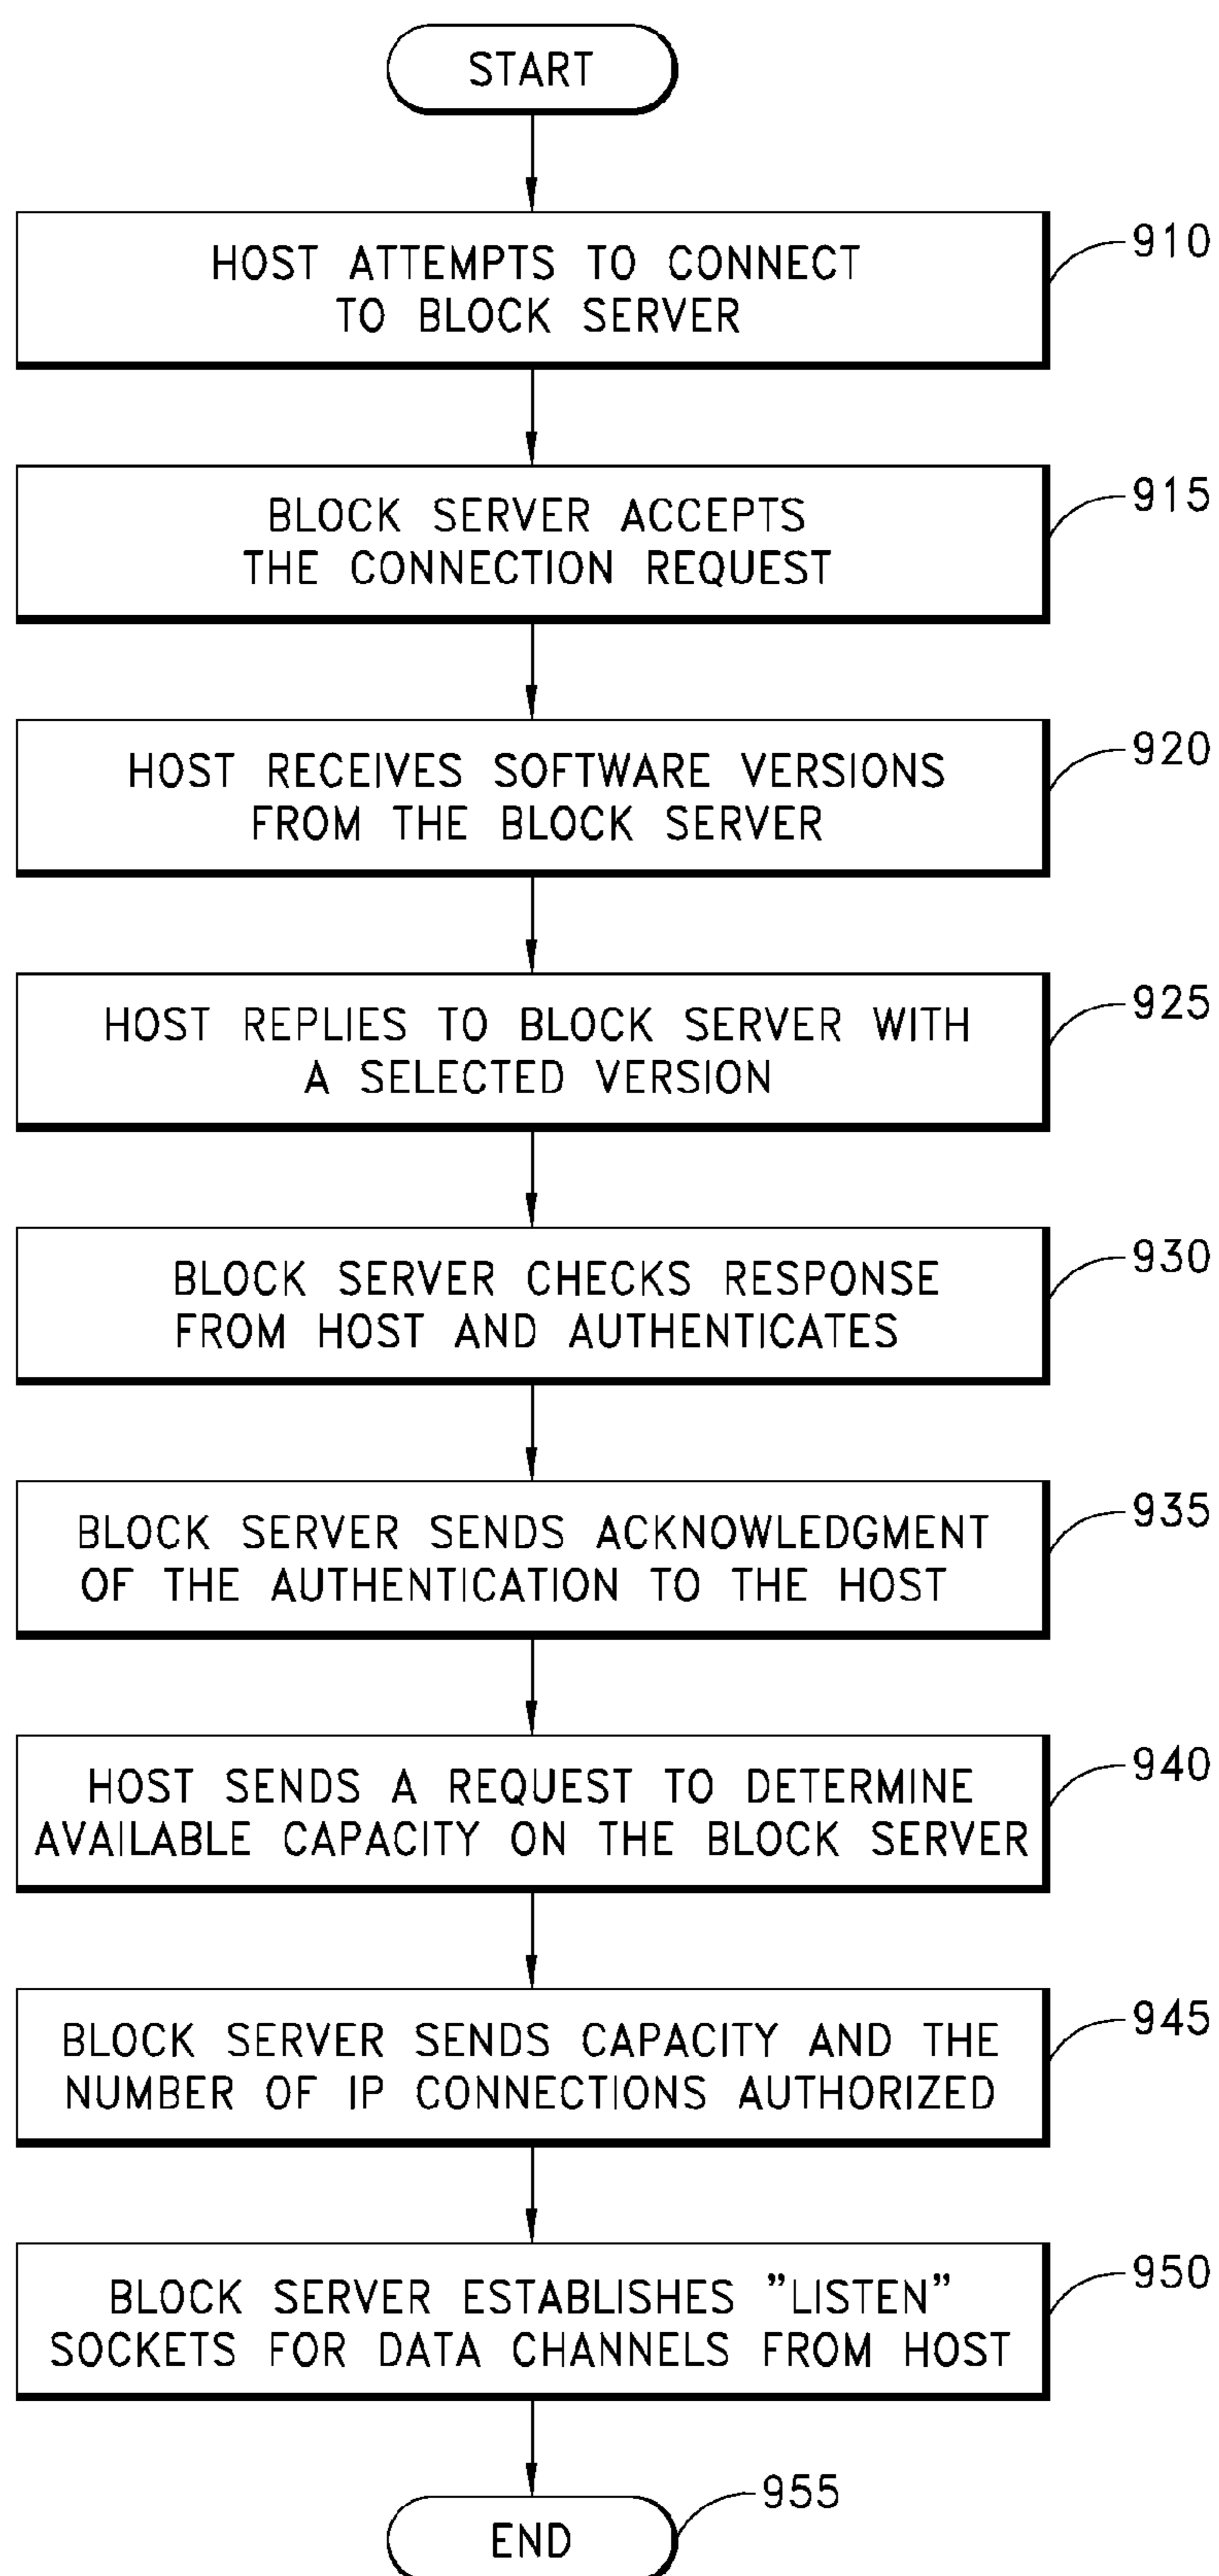 START
HOST ATTEMPTS TO CONNECT
TO BLOCK SERVER
910
BLOCK SERVER ACCEPTS
THE CONNECTION REQUEST
915
HOST RECEIVES SOFTWARE VERSIONS
FROM THE BLOCK SERVER
920
HOST REPLIES TO BLOCK SERVER WITH
A SELECTED VERSION
925
BLOCK SERVER CHECKS RESPONSE
FROM HOST AND AUTHENTICATES
930
BLOCK SERVER SENDS ACKNOWLEDGMENT
OF THE AUTHENTICATION TO THE HOST
935
HOST SENDS A REQUEST TO DETERMINE
AVAILABLE CAPACITY ON THE BLOCK SERVER
940
BLOCK SERVER SENDS CAPACITY AND THE
NUMBER OF IP CONNECTIONS AUTHORIZED
945
BLOCK SERVER ESTABLISHES "LISTEN"
SOCKETS FOR DATA CHANNELS FROM HOST
950
END
955